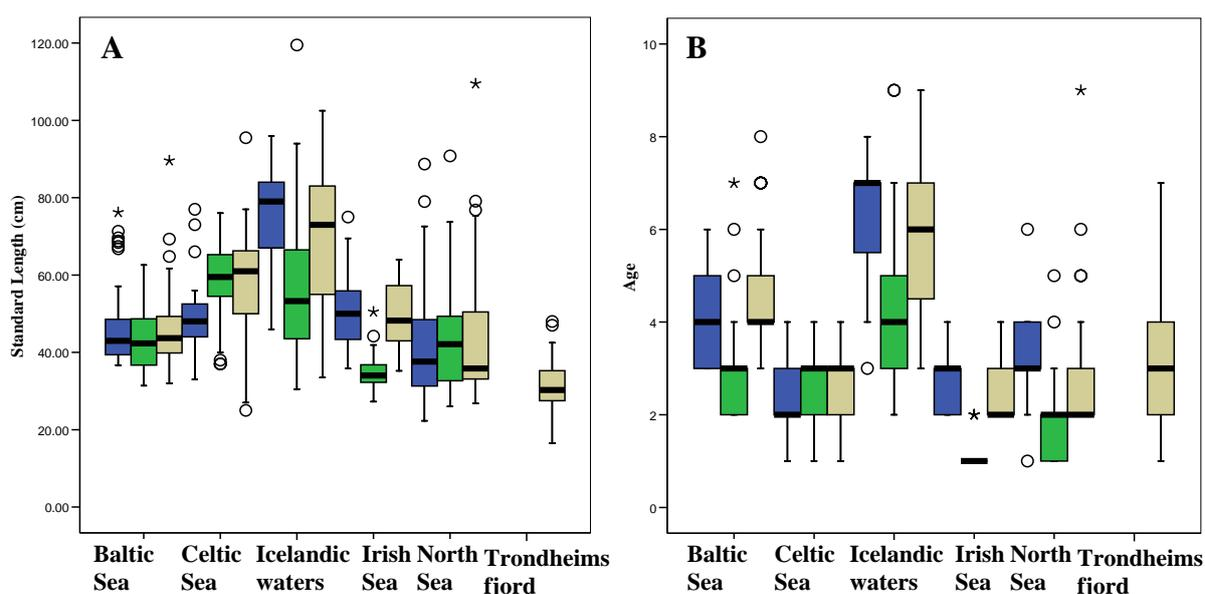 A
Standard Length (cm)
120.00
100.00
80.00
60.00
40.00
20.00
0.00
Baltic Sea
Celtic Sea
Icelandic waters
Irish Sea
North Sea
Trondheims fjord
B
Age
10
8
6
4
2
0
Baltic Sea
Celtic Sea
Icelandic waters
Irish Sea
North Sea
Trondheims fjord